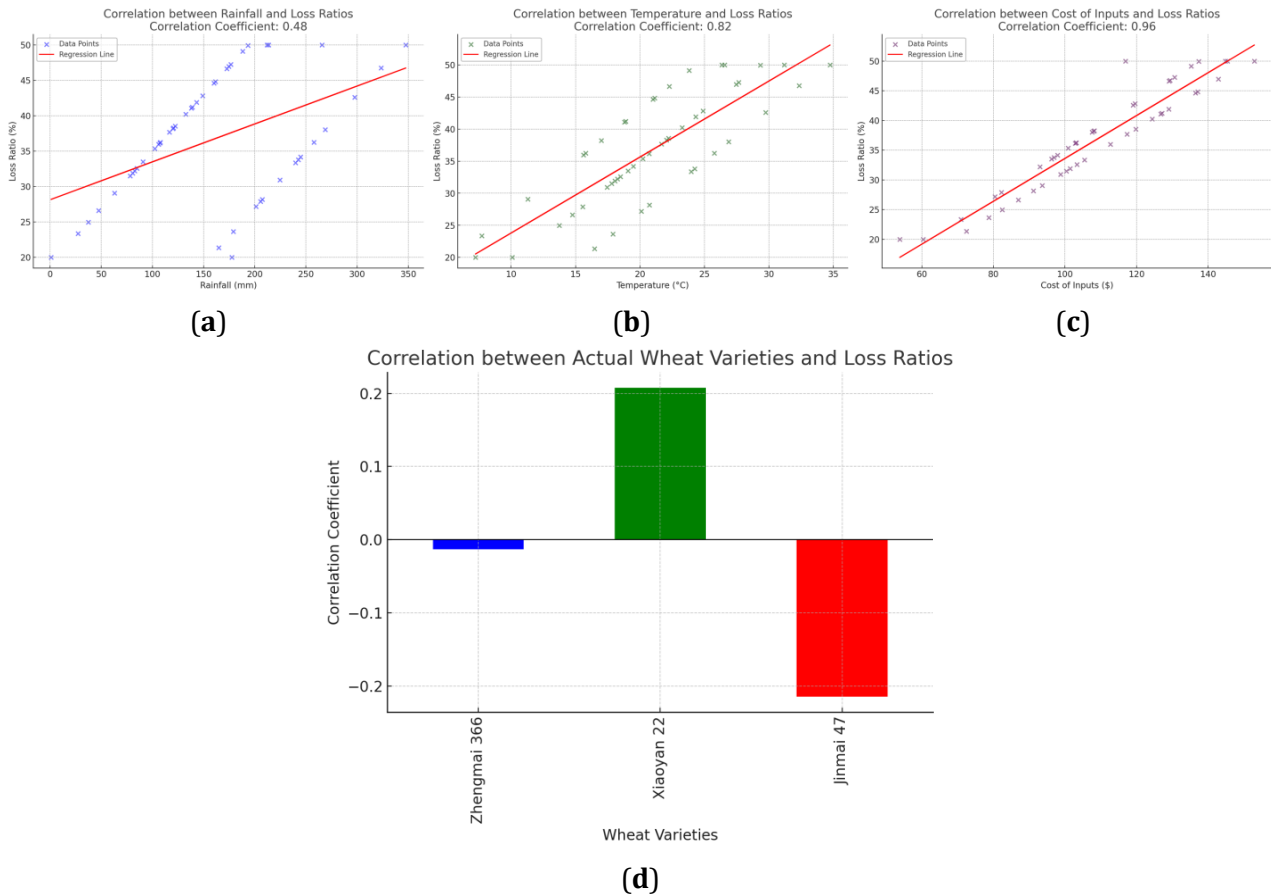 Correlation between Rainfall and Loss Ratios
Correlation Coefficient: 0.48
Data Points
Regression Line
50
45
40
35
30
25
20
Loss Ratio (%)
0
50
100
150
200
250
300
350
Rainfall (mm)
(a)
Correlation between Temperature and Loss Ratios
Correlation Coefficient: 0.82
Data Points
Regression Line
50
45
40
35
30
25
20
Loss Ratio (%)
10
15
20
25
30
35
Temperature (°C)
(b)
Correlation between Cost of Inputs and Loss Ratios
Correlation Coefficient: 0.96
Data Points
Regression Line
50
45
40
35
30
25
20
Loss Ratio (%)
60
80
100
120
140
Cost of Inputs ($)
(c)
Correlation between Actual Wheat Varieties and Loss Ratios
0.2
0.1
0.0
−0.1
−0.2
Correlation Coefficient
Zhengmai 366
Xiaoyan 22
Jinmai 47
Wheat Varieties
(d)